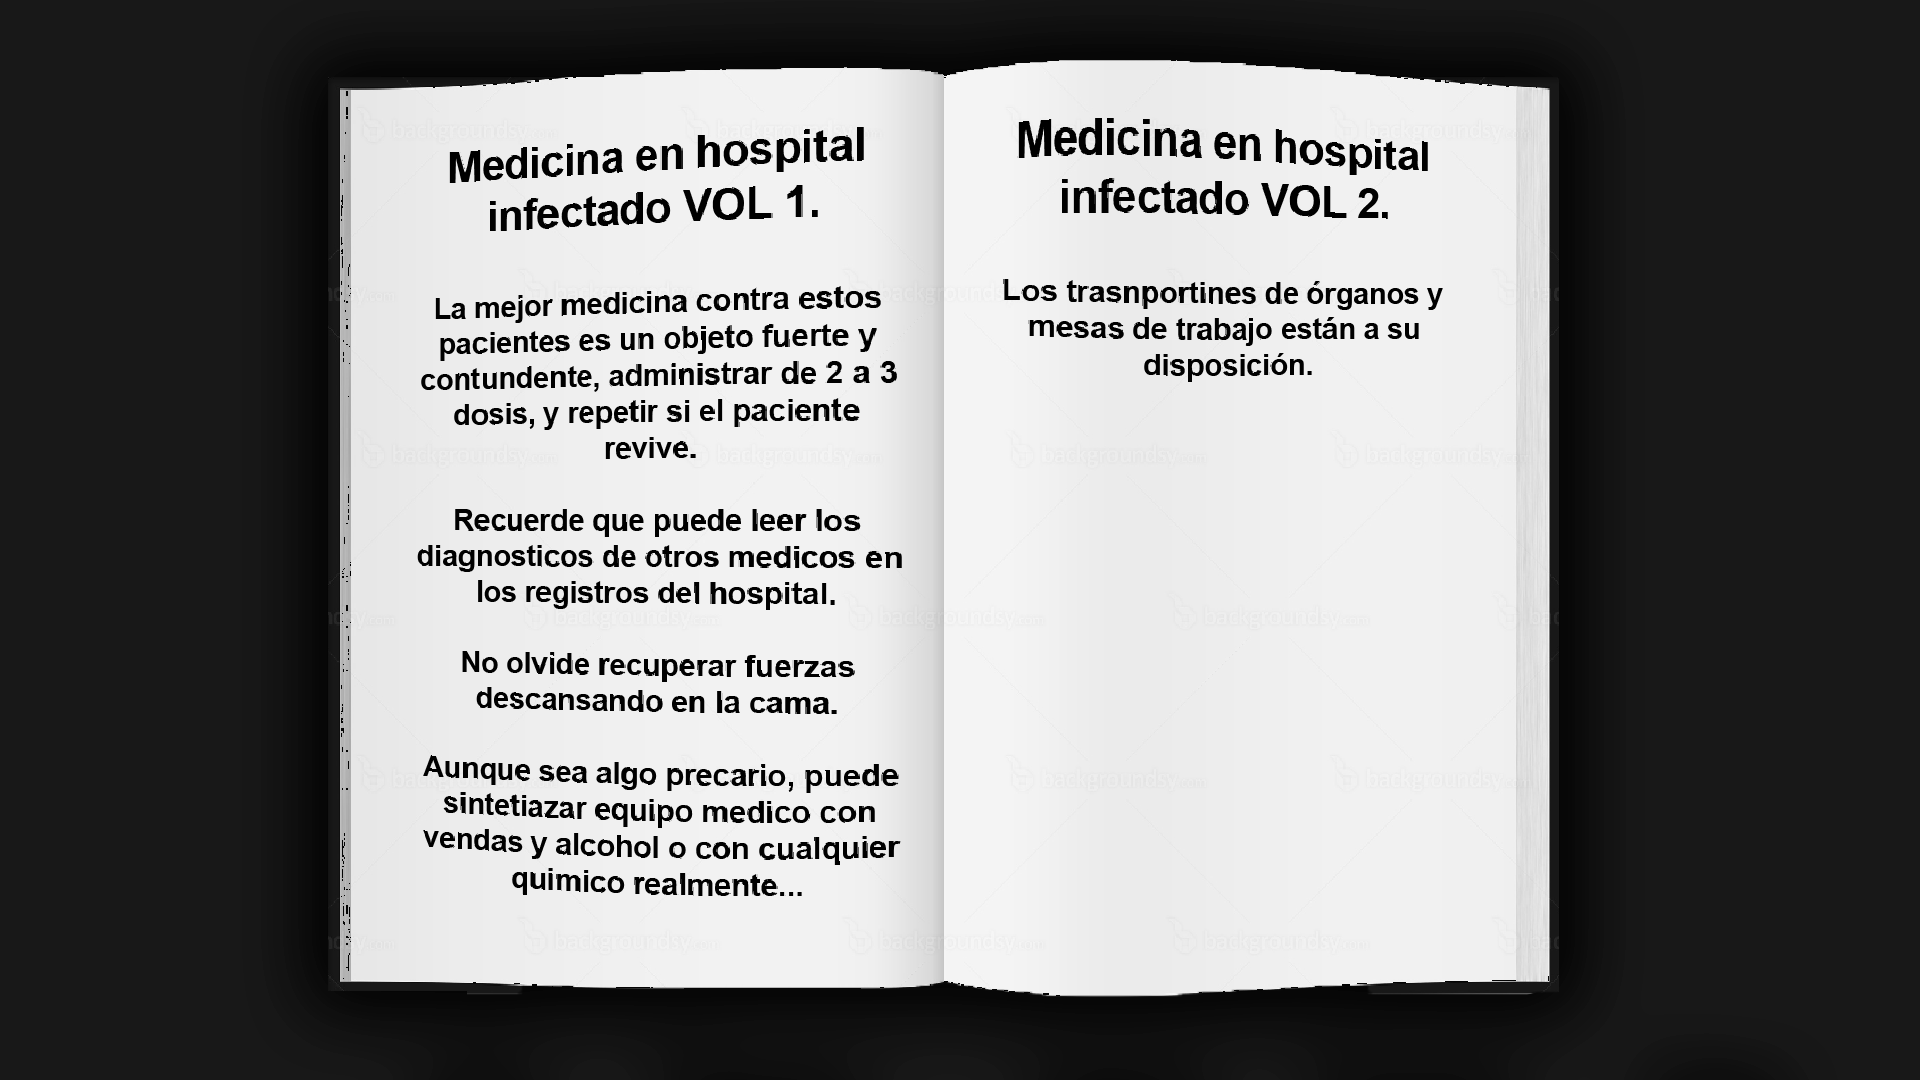 Medicina en hospital
infectado VOL 1.
La mejor medicina contra estos
pacientes es un objeto fuerte y
contundente, administrar de 2 a 3
dosis, y repetir si el paciente
revive.
Recuerde que puede leer los
diagnosticos de otros medicos en
los registros del hospital.
No olvide recuperar fuerzas
descansando en la cama.
Aunque sea algo precario, puede
sintetiazar equipo medico con
vendas y alcohol o con cualquier
quimico realmente...
Medicina en hospital
infectado VOL 2.
Los trasnportines de órganos y
mesas de trabajo están a su
disposición.